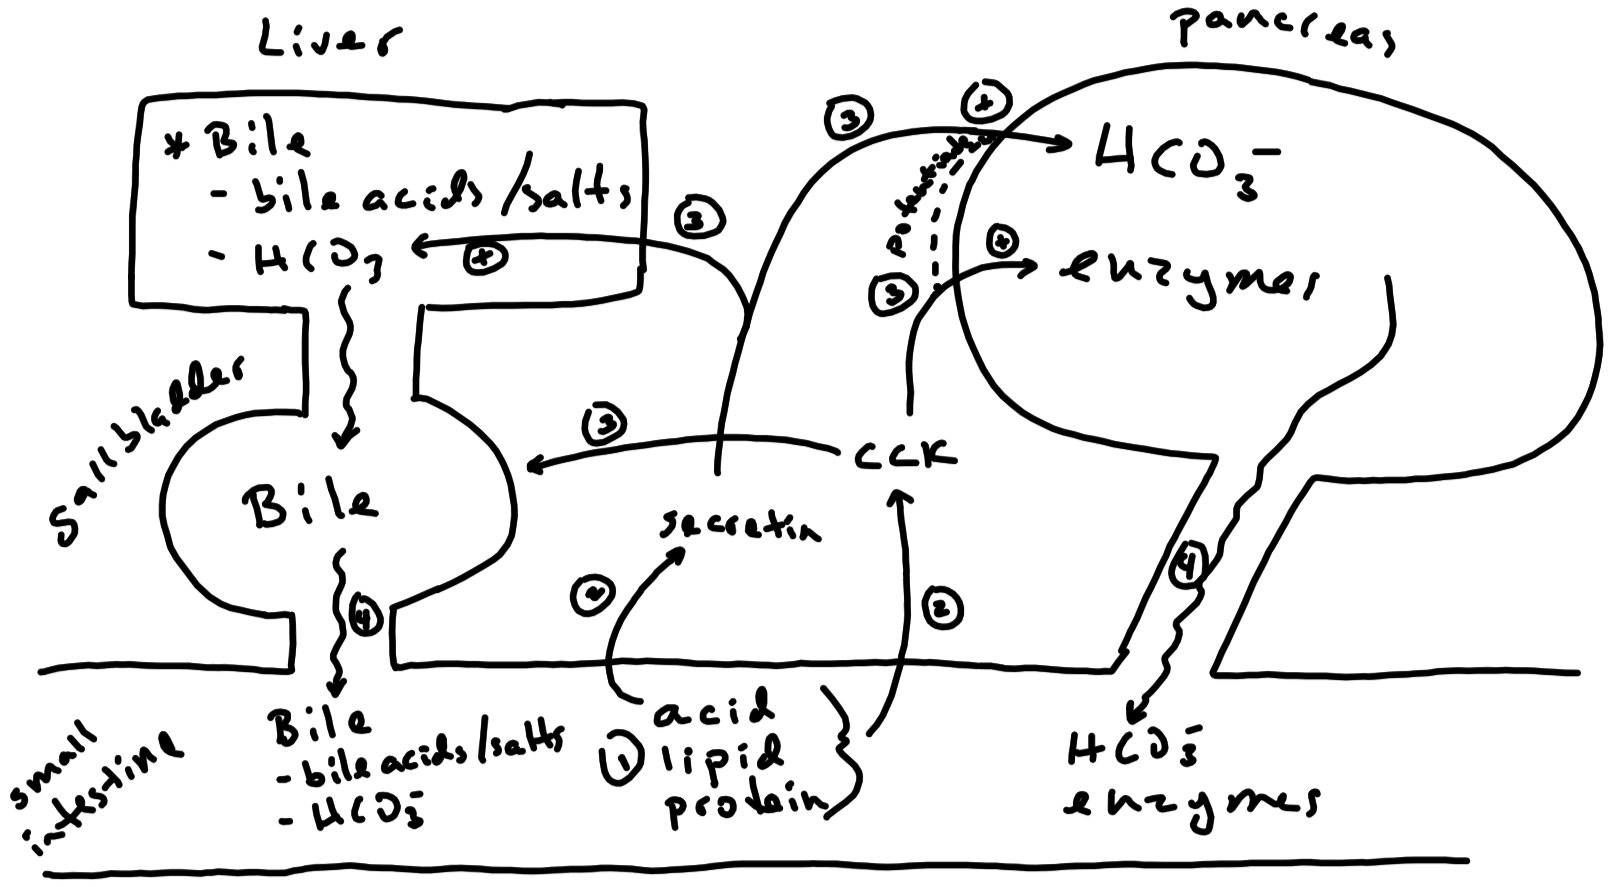 Liver
* Bile
- bile acids/salts
- HCO3
gallbladder
Bile
Bile
- bile acids/salts
- HCO3-
small
intestine
3
+
3
+
potentiates
3
+
3
CCK
secretin
2
2
4
1
acid
lipid
protein
pancreas
HCO3-
enzymes
4
HCO3-
enzymes